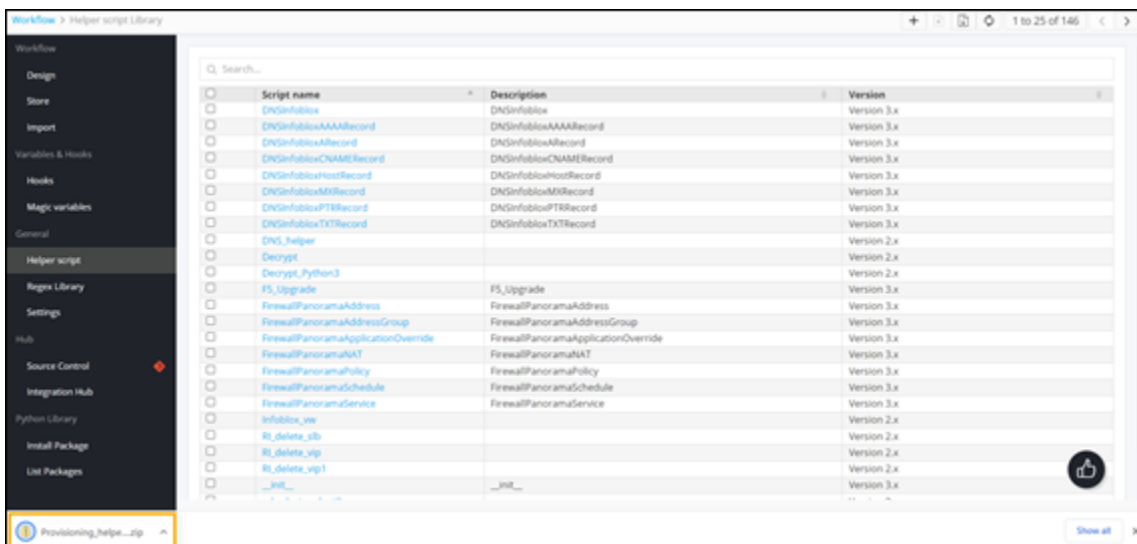 Workflow > Helper script Library
1 to 25 of 146
Workflow
Design
Store
Import
Variables & Hooks
Hooks
Magic variables
General
Helper script
Regex Library
Settings
Hub
Source Control
Integration Hub
Python Library
Install Package
List Packages
Search...
Script name Description Version
DNSInfoblox DNSInfoblox Version 3.x
DNSInfobloxAAAARecord DNSInfobloxAAAARecord Version 3.x
DNSInfobloxARecord DNSInfobloxARecord Version 3.x
DNSInfobloxCNAMERecord DNSInfobloxCNAMERecord Version 3.x
DNSInfobloxHostRecord DNSInfobloxHostRecord Version 3.x
DNSInfobloxMXRecord DNSInfobloxMXRecord Version 3.x
DNSInfobloxPTRRecord DNSInfobloxPTRRecord Version 3.x
DNSInfobloxTXTRecord DNSInfobloxTXTRecord Version 3.x
DNS_helper Version 2.x
Decrypt Version 2.x
Decrypt_Python3 Version 2.x
F5_Upgrade F5_Upgrade Version 3.x
FirewallPanoramaAddress FirewallPanoramaAddress Version 3.x
FirewallPanoramaAddressGroup FirewallPanoramaAddressGroup Version 3.x
FirewallPanoramaApplicationOverride FirewallPanoramaApplicationOverride Version 3.x
FirewallPanoramaNAT FirewallPanoramaNAT Version 3.x
FirewallPanoramaPolicy FirewallPanoramaPolicy Version 3.x
FirewallPanoramaSchedule FirewallPanoramaSchedule Version 3.x
FirewallPanoramaService FirewallPanoramaService Version 3.x
Infoblox_vw Version 2.x
RI_delete_slb Version 2.x
RI_delete_vip Version 2.x
RI_delete_vip1 Version 2.x
__init__ __init__ Version 3.x
Provisioning_helpe....zip
Show all